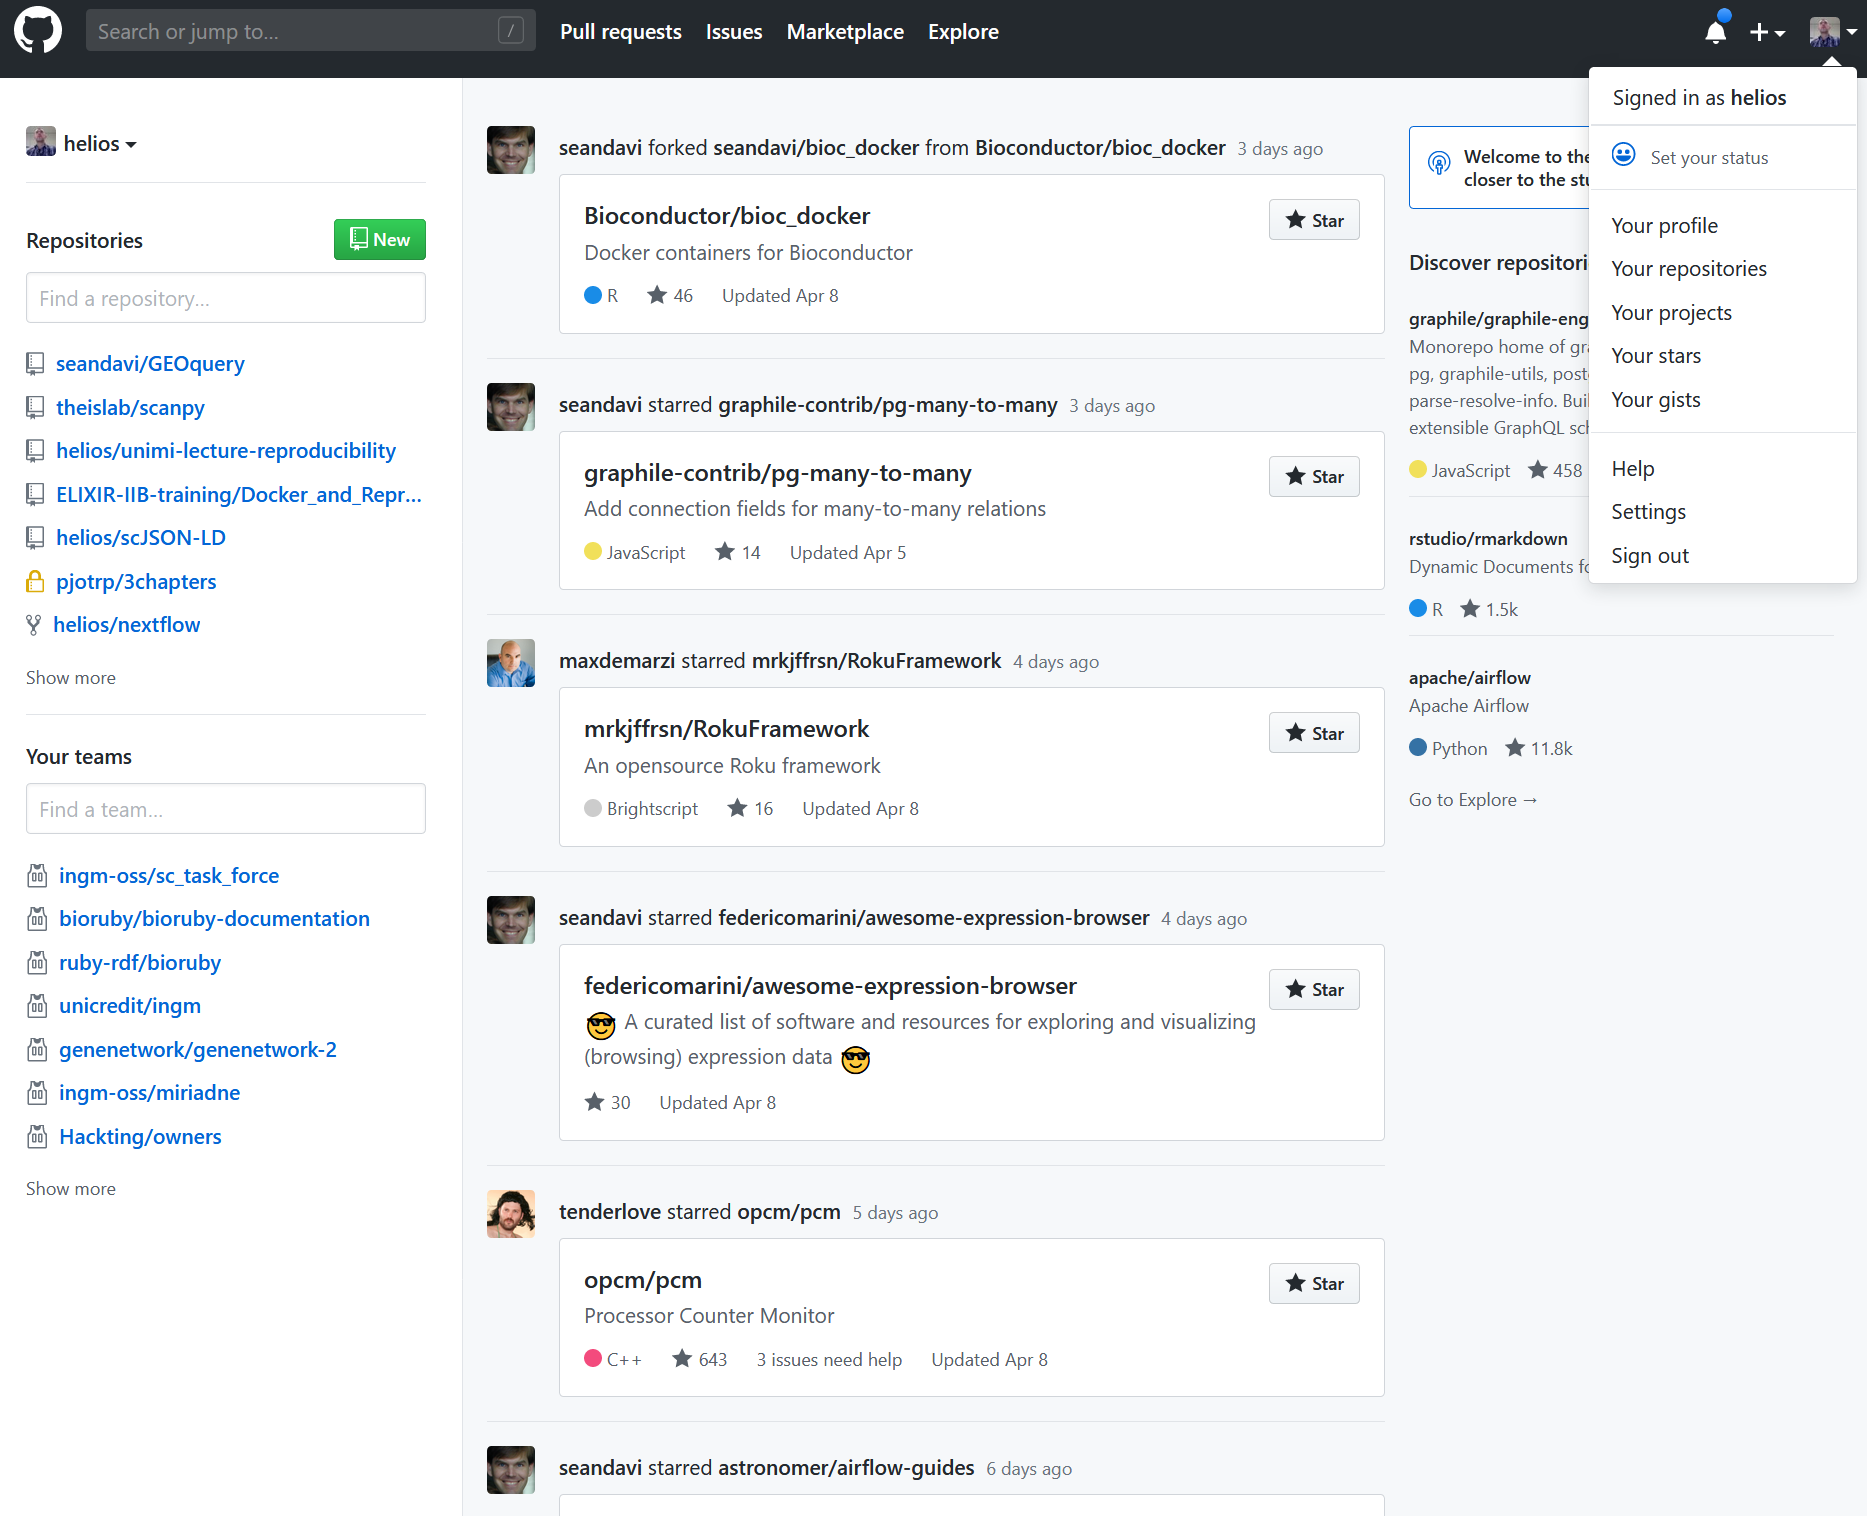 Search or jump to...
/
Pull requests
Issues
Marketplace
Explore
helios
Repositories
New
Find a repository...
seandavi/GEOquery
theislab/scanpy
helios/unimi-lecture-reproducibility
ELIXIR-IIB-training/Docker_and_Repr...
helios/scJSON-LD
pjotrp/3chapters
helios/nextflow
Show more
Your teams
Find a team...
ingm-oss/sc_task_force
bioruby/bioruby-documentation
ruby-rdf/bioruby
unicredit/ingm
genenetwork/genenetwork-2
ingm-oss/miriadne
Hackting/owners
Show more
seandavi forked seandavi/bioc_docker from Bioconductor/bioc_docker 3 days ago
Bioconductor/bioc_docker
Star
Docker containers for Bioconductor
R 46 Updated Apr 8
seandavi starred graphile-contrib/pg-many-to-many 3 days ago
graphile-contrib/pg-many-to-many
Star
Add connection fields for many-to-many relations
JavaScript 14 Updated Apr 5
maxdemarzi starred mrkjffrsn/RokuFramework 4 days ago
mrkjffrsn/RokuFramework
Star
An opensource Roku framework
Brightscript 16 Updated Apr 8
seandavi starred federicomarini/awesome-expression-browser 4 days ago
federicomarini/awesome-expression-browser
Star
😎 A curated list of software and resources for exploring and visualizing
(browsing) expression data 😎
30 Updated Apr 8
tenderlove starred opcm/pcm 5 days ago
opcm/pcm
Star
Processor Counter Monitor
C++ 643 3 issues need help Updated Apr 8
seandavi starred astronomer/airflow-guides 6 days ago
Welcome to the
closer to the
Discover
graphile/graphile-eng
Monorepo home of
pg, graphile-utils,
parse-resolve-info.
extensible GraphQL
JavaScript 458
rstudio/rmarkdown
Dynamic Documents
R 1.5k
apache/airflow
Apache Airflow
Python 11.8k
Go to Explore →
Signed in as helios
Set your status
Your profile
Your repositories
Your projects
Your stars
Your gists
Help
Settings
Sign out